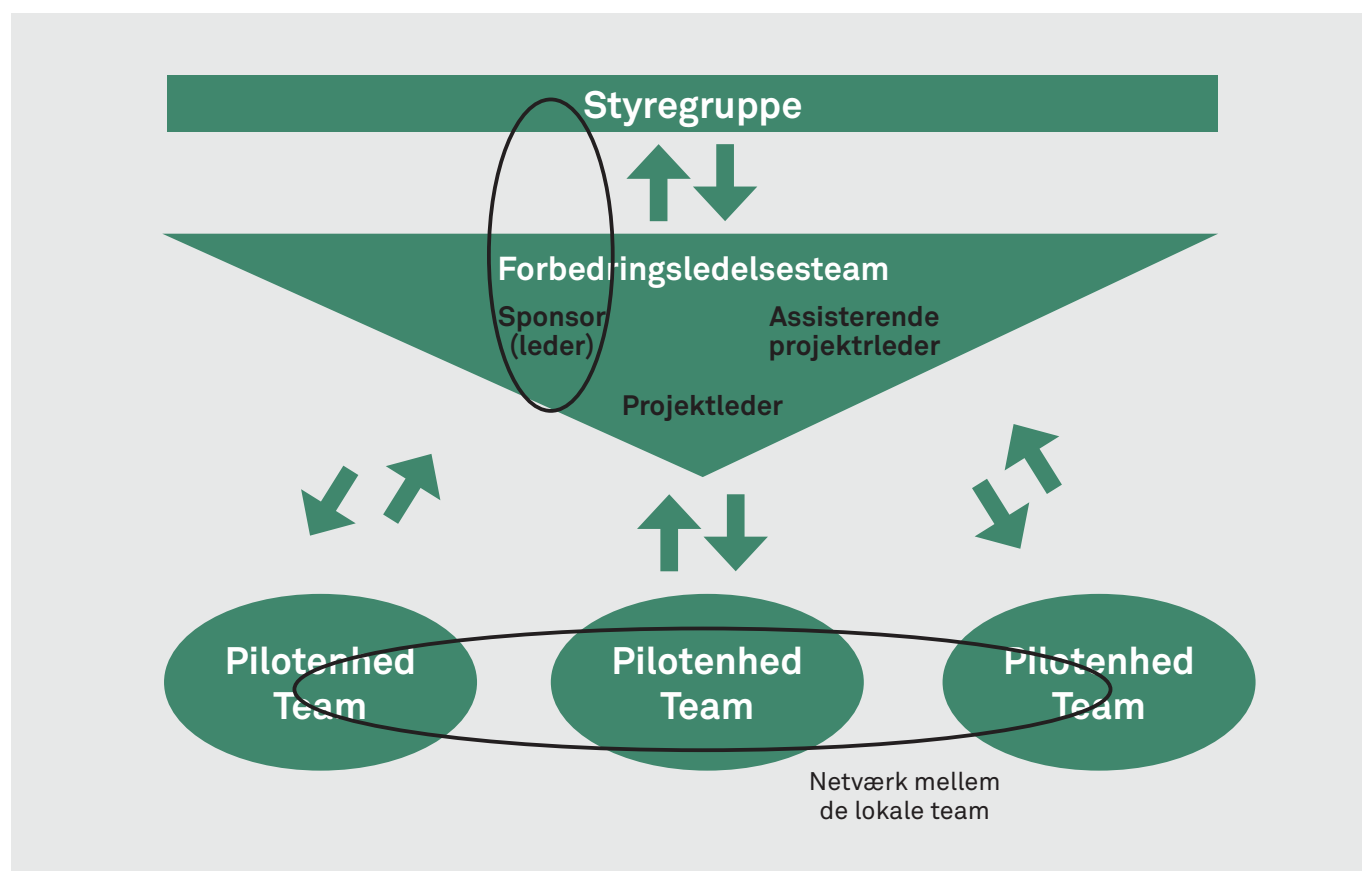 Styregruppe
Forbedringsledelsesteam
Sponsor
(leder)
Assisterende
projektrleder
Projektleder
Pilotenhed
Team
Pilotenhed
Team
Pilotenhed
Team
Netværk mellem
de lokale team